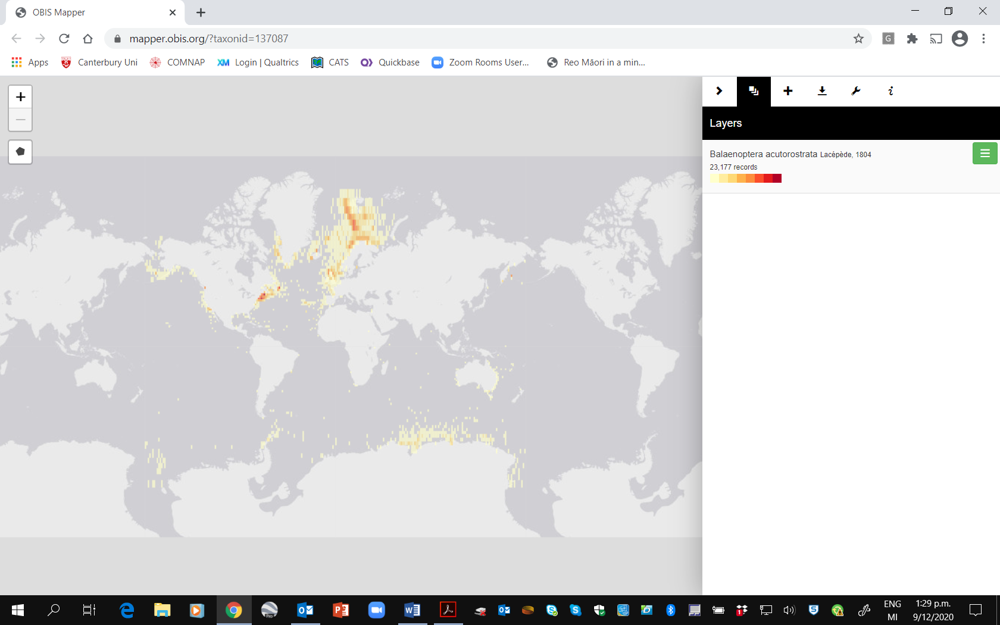 OBIS Mapper
mapper.obis.org/?taxonid=137087
Apps
Canterbury Uni
COMNAP
XM Login | Qualtrics
CATS
Quickbase
Zoom Rooms User...
Reo Māori in a min...
Layers
Balaenoptera acutorostrata Lacépède, 1804
23,177 records
ENG
MI
1:29 p.m.
9/12/2020